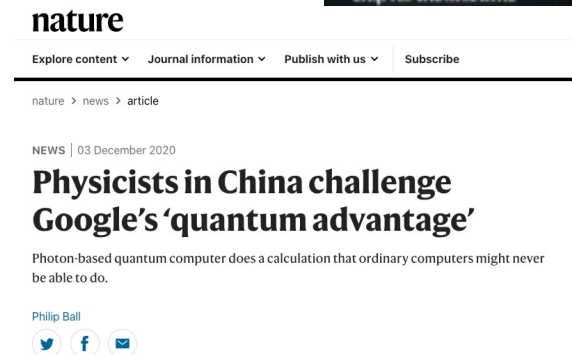 nature
Explore content Journal information Publish with us Subscribe
nature > news > article
NEWS | 03 December 2020
Physicists in China challenge
Google’s ‘quantum advantage’
Photon-based quantum computer does a calculation that ordinary computers might never
be able to do.
Philip Ball